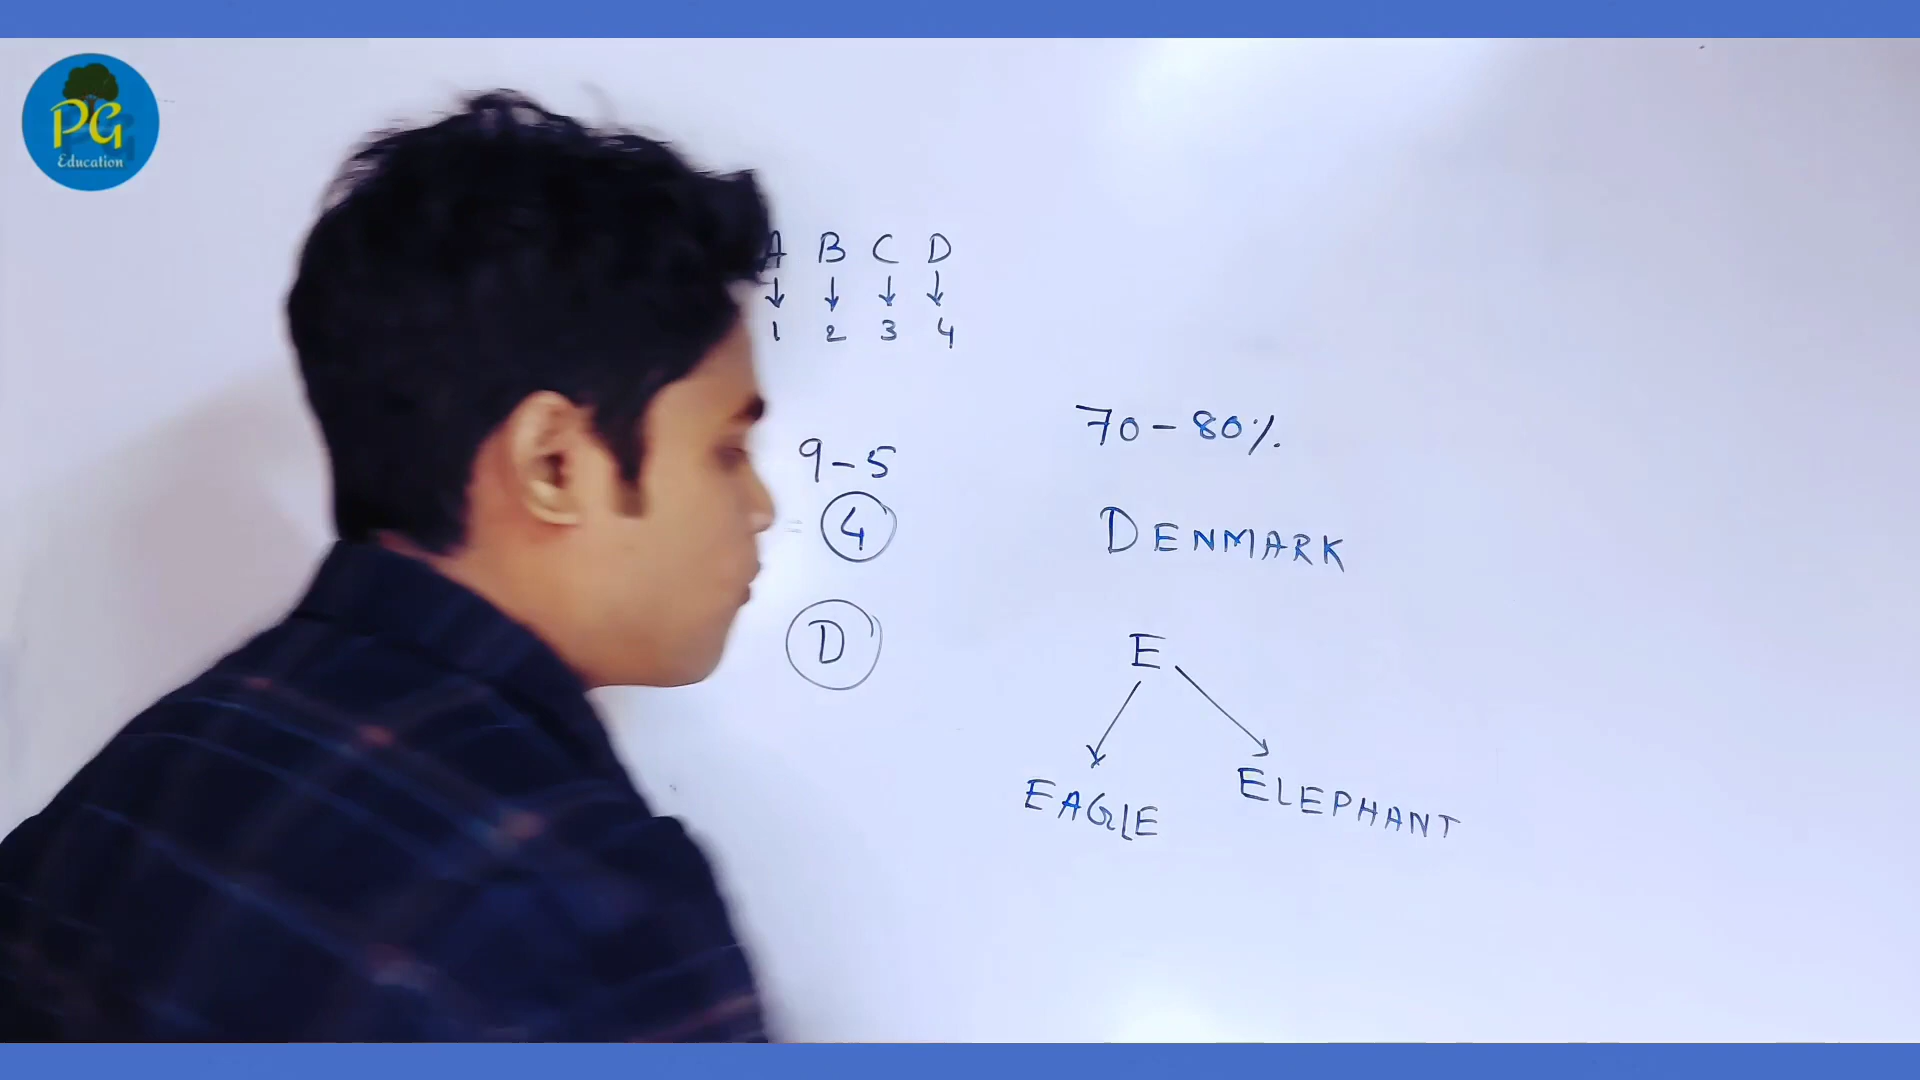 PG
Education
A B C D
↓ ↓ ↓ ↓
1 2 3 4
9-5
= 4
D
70-80%
DENMARK
E
EAGLE
ELEPHANT